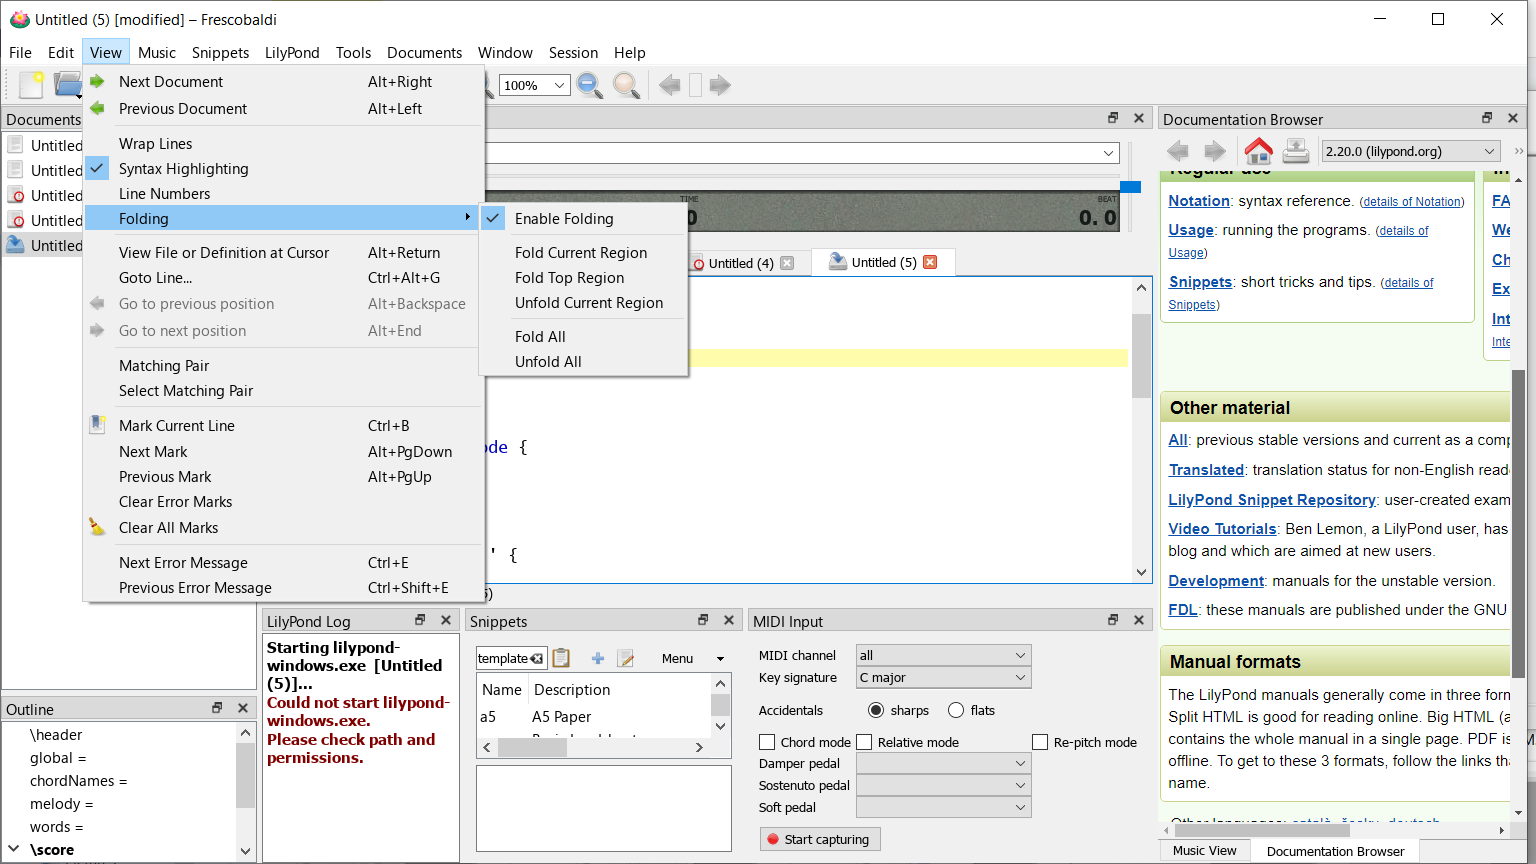 Untitled (5) [modified] – Frescobaldi
File Edit View Music Snippets LilyPond Tools Documents Window Session Help
100%
Next Document Alt+Right
Previous Document Alt+Left
Wrap Lines
Syntax Highlighting
Line Numbers
Folding
View File or Definition at Cursor Alt+Return
Goto Line... Ctrl+Alt+G
Go to previous position Alt+Backspace
Go to next position Alt+End
Matching Pair
Select Matching Pair
Mark Current Line Ctrl+B
Next Mark Alt+PgDown
Previous Mark Alt+PgUp
Clear Error Marks
Clear All Marks
Next Error Message Ctrl+E
Previous Error Message Ctrl+Shift+E
Enable Folding
Fold Current Region
Fold Top Region
Unfold Current Region
Fold All
Unfold All
Documents
Untitled
Untitled
Untitled
Untitled
Untitled
TIME
0
BEAT
0. 0
Untitled (4)
Untitled (5)
ode {
' {
5)
Outline
\header
global =
chordNames =
melody =
words =
\score
LilyPond Log
Starting lilypond-
windows.exe [Untitled
(5)]...
Could not start lilypond-
windows.exe.
Please check path and
permissions.
Snippets
template
Menu
Name Description
a5 A5 Paper
MIDI Input
MIDI channel all
Key signature C major
Accidentals sharps flats
Chord mode Relative mode Re-pitch mode
Damper pedal
Sostenuto pedal
Soft pedal
Start capturing
Documentation Browser
2.20.0 (lilypond.org)
Regular use
Notation: syntax reference. (details of Notation)
Usage: running the programs. (details of
Usage)
Snippets: short tricks and tips. (details of
Snippets)
In
FA
We
Ch
Ex
Int
Inte
Other material
All: previous stable versions and current as a comp
Translated: translation status for non-English read
LilyPond Snippet Repository: user-created exam
Video Tutorials: Ben Lemon, a LilyPond user, has
blog and which are aimed at new users.
Development: manuals for the unstable version.
FDL: these manuals are published under the GNU
Manual formats
The LilyPond manuals generally come in three form
Split HTML is good for reading online. Big HTML (a
contains the whole manual in a single page. PDF is
offline. To get to these 3 formats, follow the links tha
name.
Other languages: català, česky, deutsch
Music View Documentation Browser